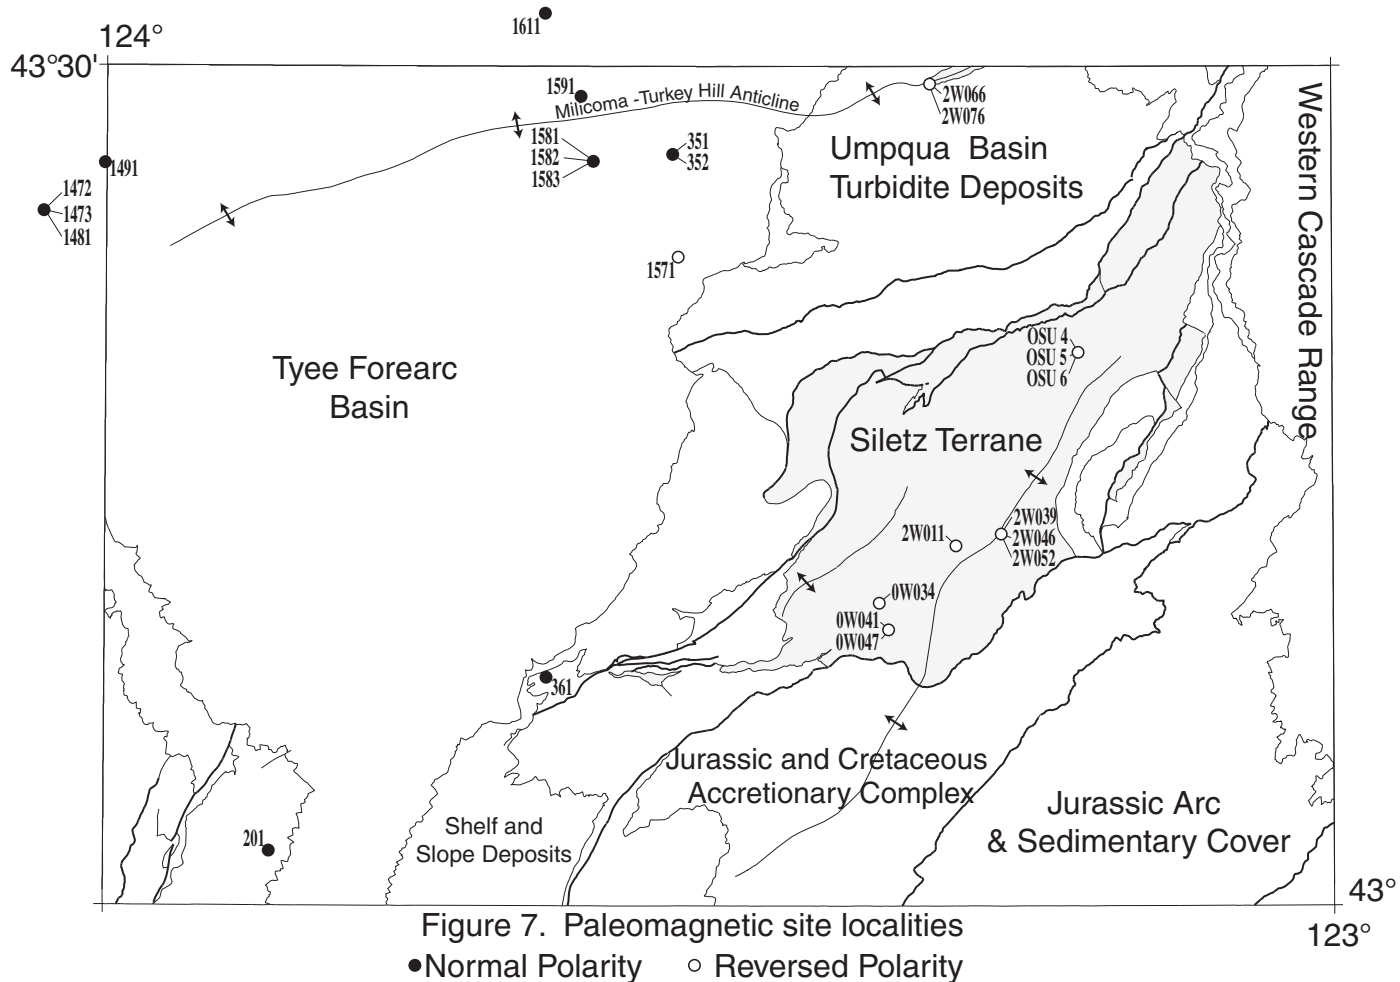 1611
124°
43°30'
1591
Milicoma -Turkey Hill Anticline
2W066
2W076
1581
1582
1583
351
352
1491
1472
1473
1481
Umpqua Basin
Turbidite Deposits
Western Cascade Range
1571
OSU 4
OSU 5
OSU 6
Tyee Forearc
Basin
Siletz Terrane
2W011
2W039
2W046
2W052
0W034
0W041
0W047
361
Jurassic and Cretaceous
Accretionary Complex
Jurassic Arc
& Sedimentary Cover
Shelf and
Slope Deposits
201
43°
123°
Figure 7. Paleomagnetic site localities
Normal Polarity
Reversed Polarity